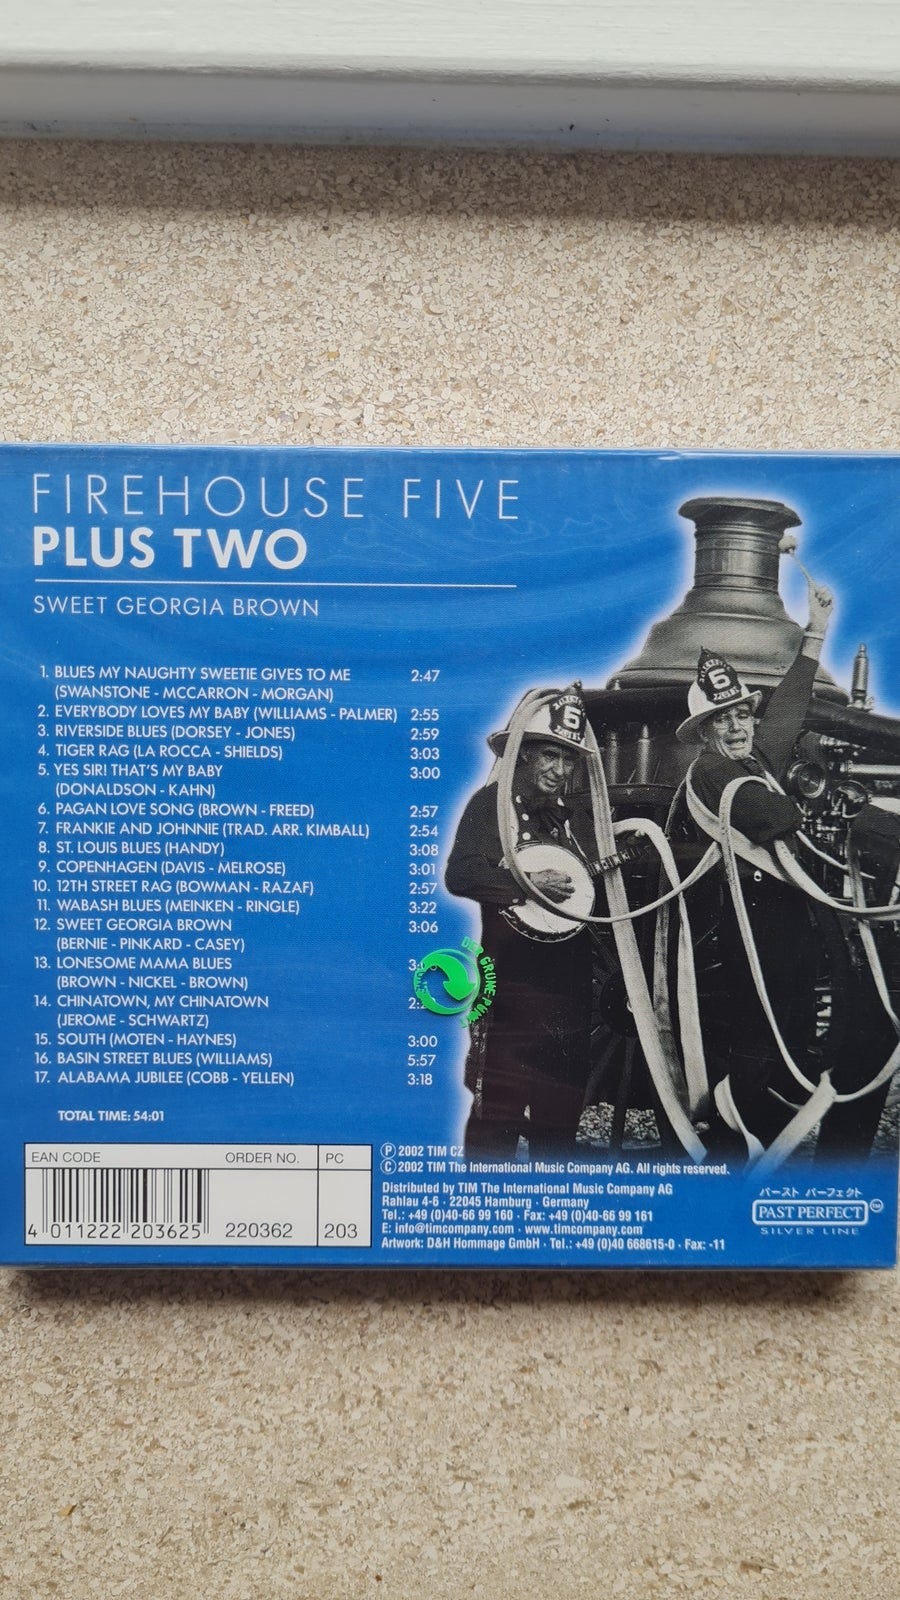 FIREHOUSE FIVE
PLUS TWO
SWEET GEORGIA BROWN
1. BLUES MY NAUGHTY SWEETIE GIVES TO ME 2:47
(SWANSTONE - MCCARRON - MORGAN)
2. EVERYBODY LOVES MY BABY (WILLIAMS - PALMER) 2:55
3. RIVERSIDE BLUES (DORSEY - JONES) 2:59
4. TIGER RAG (LA ROCCA - SHIELDS) 3:03
5. YES SIR! THAT'S MY BABY 3:00
(DONALDSON - KAHN)
6. PAGAN LOVE SONG (BROWN - FREED) 2:57
7. FRANKIE AND JOHNNIE (TRAD. ARR. KIMBALL) 2:54
8. ST. LOUIS BLUES (HANDY) 3:08
9. COPENHAGEN (DAVIS - MELROSE) 3:01
10. 12TH STREET RAG (BOWMAN - RAZAF) 2:57
11. WABASH BLUES (MEINKEN - RINGLE) 3:22
12. SWEET GEORGIA BROWN 3:06
(BERNIE - PINKARD - CASEY)
13. LONESOME MAMA BLUES
(BROWN - NICKEL - BROWN)
14. CHINATOWN, MY CHINATOWN
(JEROME - SCHWARTZ)
15. SOUTH (MOTEN - HAYNES) 3:00
16. BASIN STREET BLUES (WILLIAMS) 5:57
17. ALABAMA JUBILEE (COBB - YELLEN) 3:18
TOTAL TIME: 54:01
DER GRÜNE PUNKT
5
5
EAN CODE ORDER NO. PC
4 011222 203625 220362 203
Ⓟ 2002 TIM CZ
© 2002 TIM The International Music Company AG. All rights reserved.
Distributed by TIM The International Music Company AG
Rahlau 4-6 · 22045 Hamburg · Germany
Tel.: +49 (0)40-66 99 160 · Fax: +49 (0)40-66 99 161
E: info@timcompany.com · www.timcompany.com
Artwork: D&H Hommage GmbH · Tel.: +49 (0)40 668615-0 · Fax: -11
パースト パーフェクト
PAST PERFECT TM
SILVER LINE